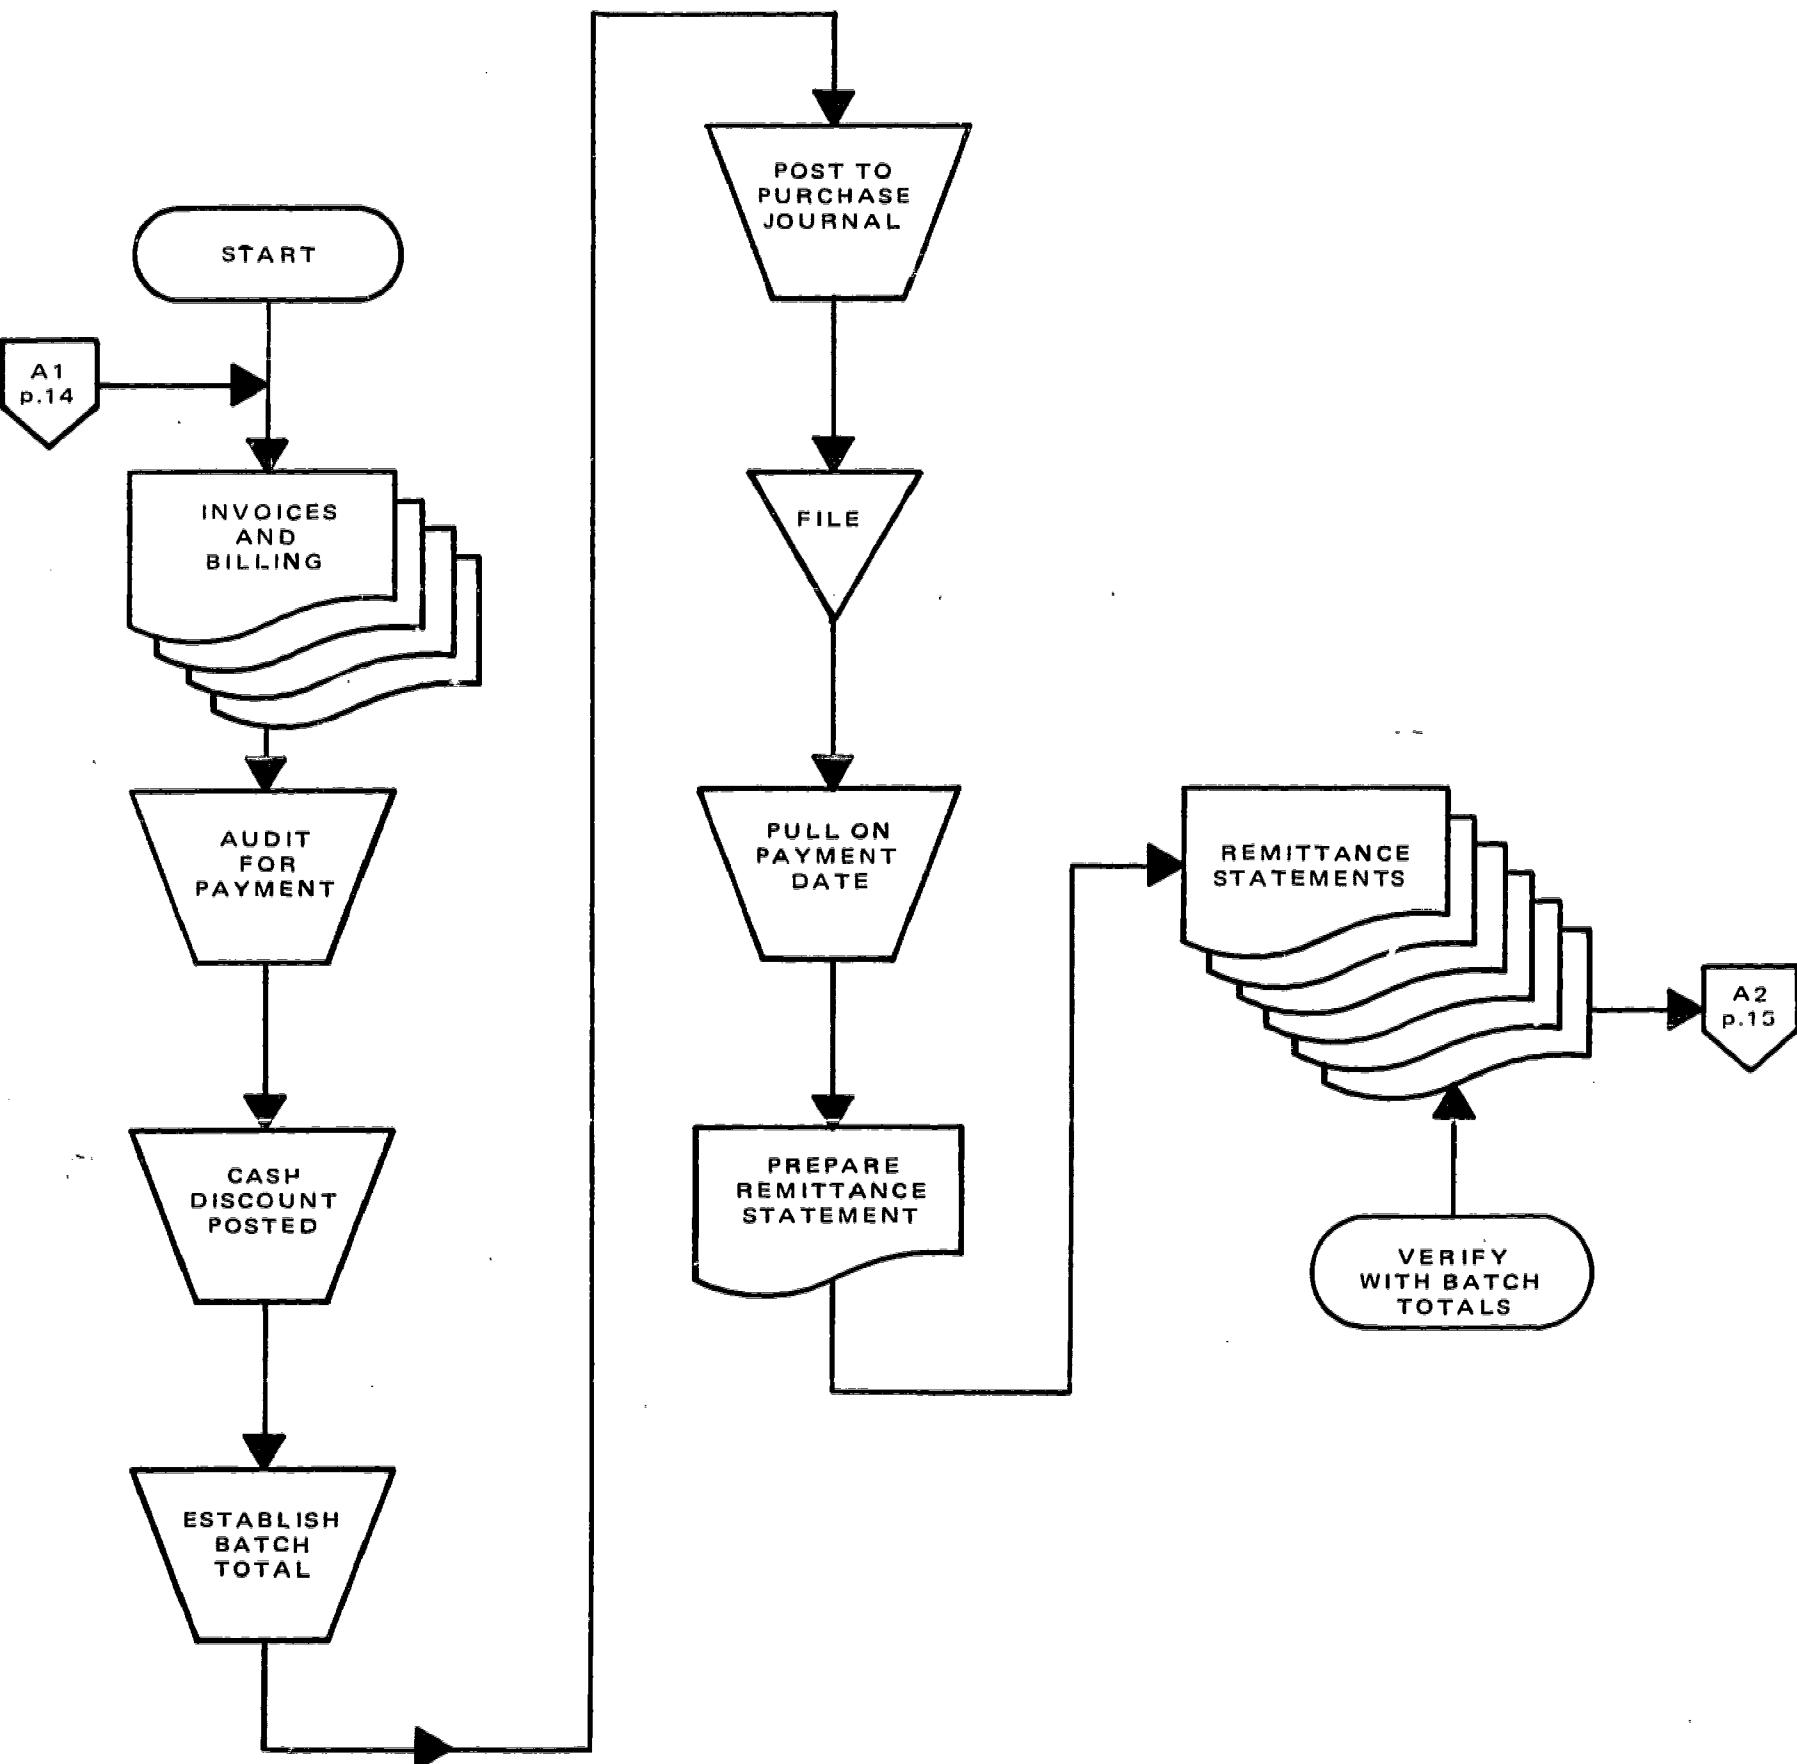 START
A1
p.14
INVOICES
AND
BILLING
AUDIT
FOR
PAYMENT
CASH
DISCOUNT
POSTED
ESTABLISH
BATCH
TOTAL
POST TO
PURCHASE
JOURNAL
FILE
PULL ON
PAYMENT
DATE
PREPARE
REMITTANCE
STATEMENT
REMITTANCE
STATEMENTS
A2
p.15
VERIFY
WITH BATCH
TOTALS